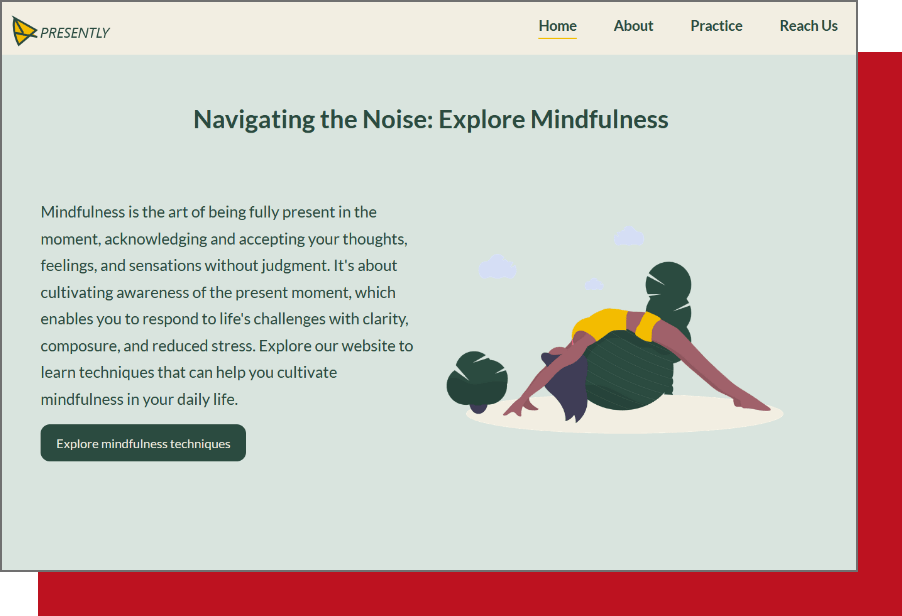 PRESENTLY
Home About Practice Reach Us
Navigating the Noise: Explore Mindfulness
Mindfulness is the art of being fully present in the
moment, acknowledging and accepting your thoughts,
feelings, and sensations without judgment. It's about
cultivating awareness of the present moment, which
enables you to respond to life's challenges with clarity,
composure, and reduced stress. Explore our website to
learn techniques that can help you cultivate
mindfulness in your daily life.
Explore mindfulness techniques